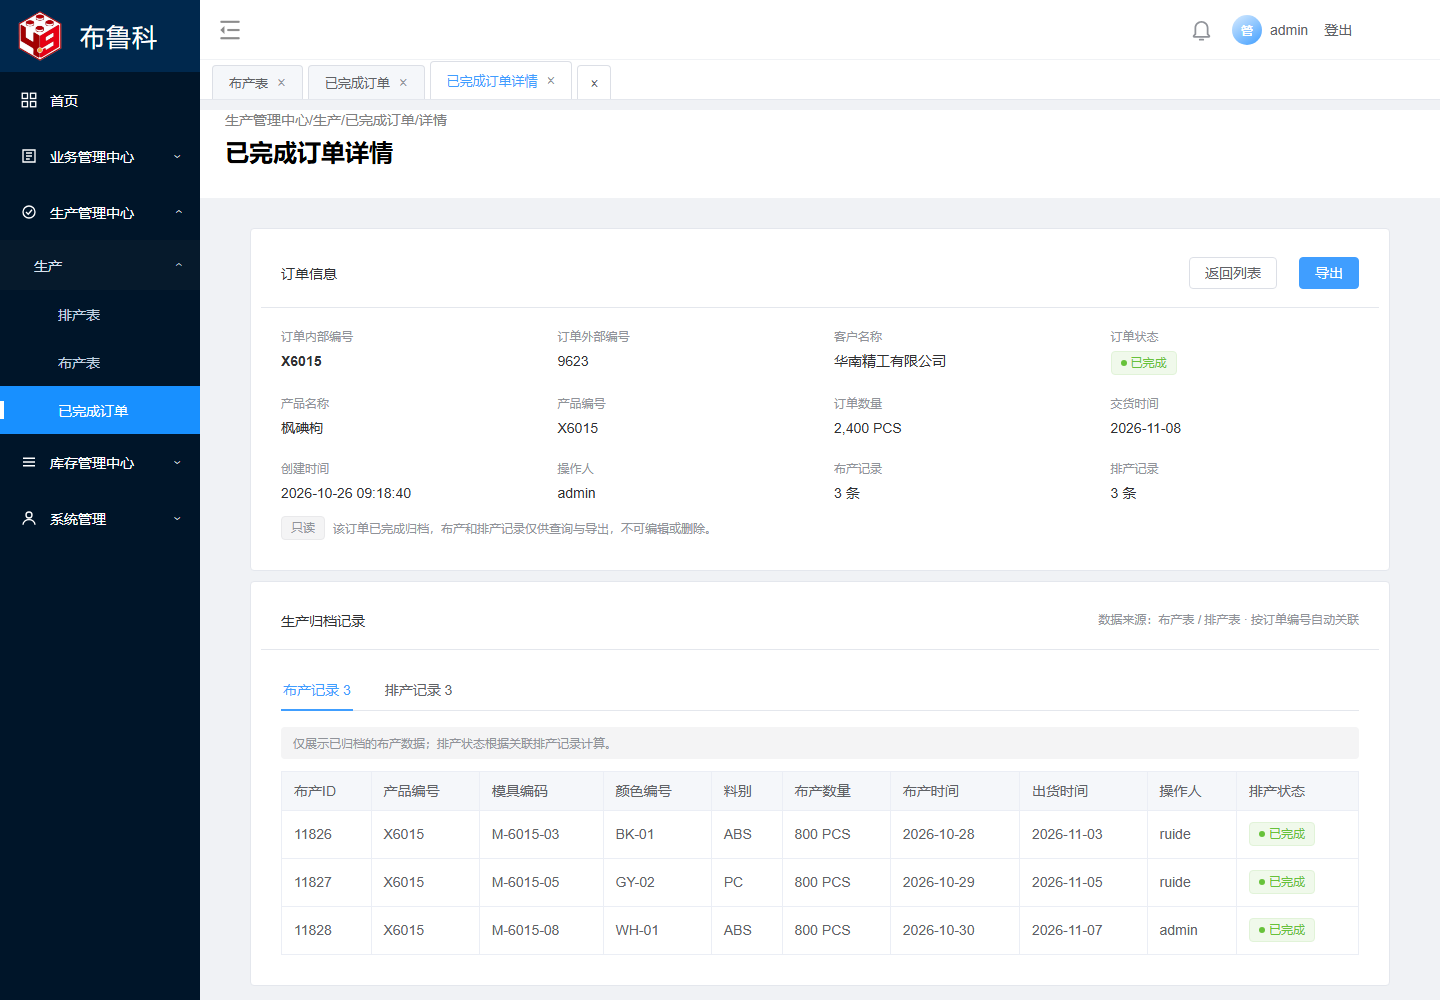 布鲁科
管 admin 登出
布产表 × 已完成订单 × 已完成订单详情 × x
首页
业务管理中心
生产管理中心
生产
排产表
布产表
已完成订单
库存管理中心
系统管理
生产管理中心/生产/已完成订单/详情
已完成订单详情
订单信息 返回列表 导出
订单内部编号 订单外部编号 客户名称 订单状态
X6015 9623 华南精工有限公司 已完成
产品名称 产品编号 订单数量 交货时间
枫碘枸 X6015 2,400 PCS 2026-11-08
创建时间 操作人 布产记录 排产记录
2026-10-26 09:18:40 admin 3 条 3 条
只读 该订单已完成归档，布产和排产记录仅供查询与导出，不可编辑或删除。
生产归档记录 数据来源：布产表 / 排产表 · 按订单编号自动关联
布产记录 3 排产记录 3
仅展示已归档的布产数据；排产状态根据关联排产记录计算。
布产ID 产品编号 模具编码 颜色编号 料别 布产数量 布产时间 出货时间 操作人 排产状态
11826 X6015 M-6015-03 BK-01 ABS 800 PCS 2026-10-28 2026-11-03 ruide 已完成
11827 X6015 M-6015-05 GY-02 PC 800 PCS 2026-10-29 2026-11-05 ruide 已完成
11828 X6015 M-6015-08 WH-01 ABS 800 PCS 2026-10-30 2026-11-07 admin 已完成